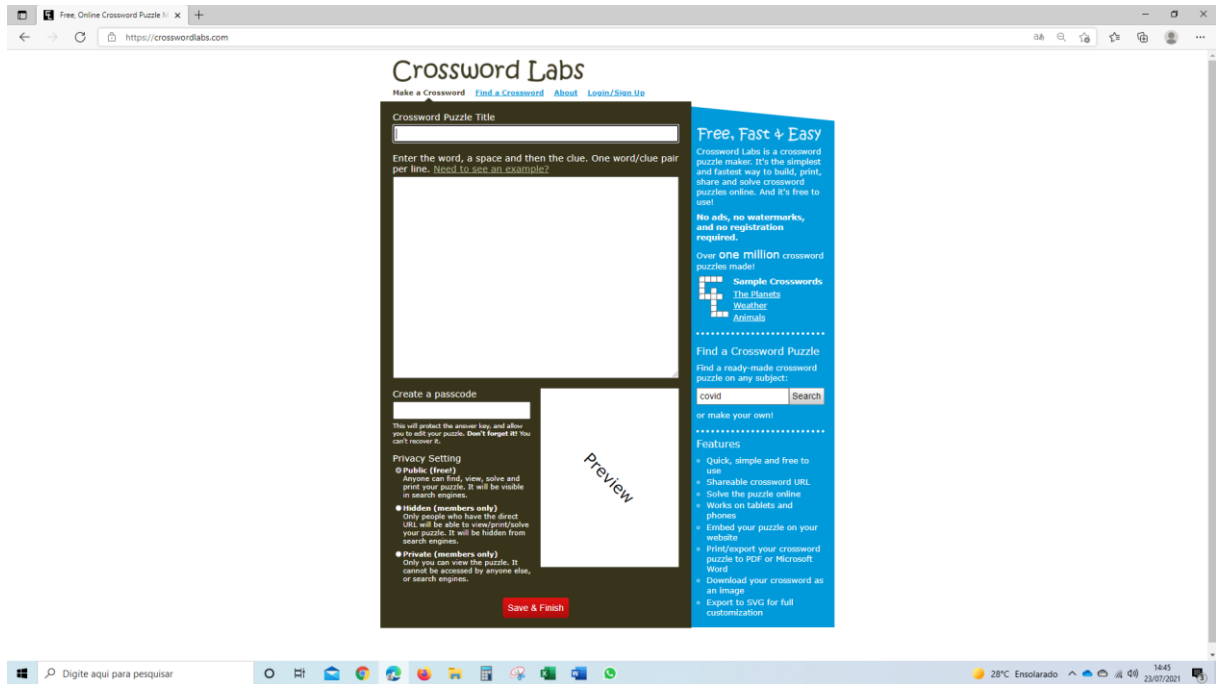 Free, Online Crossword Puzzle M
https://crosswordlabs.com
Crossword Labs
Make a Crossword Find a Crossword About Login/Sign Up
Crossword Puzzle Title
Enter the word, a space and then the clue. One word/clue pair
per line. Need to see an example?
Create a passcode
This will protect the answer key, and allow
you to edit your puzzle. Don't forget it! You
can't recover it.
Privacy Setting
Public (free!)
Anyone can find, view, solve and
print your puzzle. It will be visible
in search engines.
Hidden (members only)
Only people who have the direct
URL will be able to view/print/solve
your puzzle. It will be hidden from
search engines.
Private (members only)
Only you can view the puzzle. It
cannot be accessed by anyone else,
or search engines.
Preview
Save & Finish
Free, Fast & Easy
Crossword Labs is a crossword
puzzle maker. It's the simplest
and fastest way to build, print,
share and solve crossword
puzzles online. And it's free to
use!
No ads, no watermarks,
and no registration
required.
Over one million crossword
puzzles made!
Sample Crosswords
The Planets
Weather
Animals
Find a Crossword Puzzle
Find a ready-made crossword
puzzle on any subject:
covid Search
or make your own!
Features
Quick, simple and free to
use
Shareable crossword URL
Solve the puzzle online
Works on tablets and
phones
Embed your puzzle on your
website
Print/export your crossword
puzzle to PDF or Microsoft
Word
Download your crossword as
an image
Export to SVG for full
customization
Digite aqui para pesquisar
28°C Ensolarado
14:45
23/07/2021